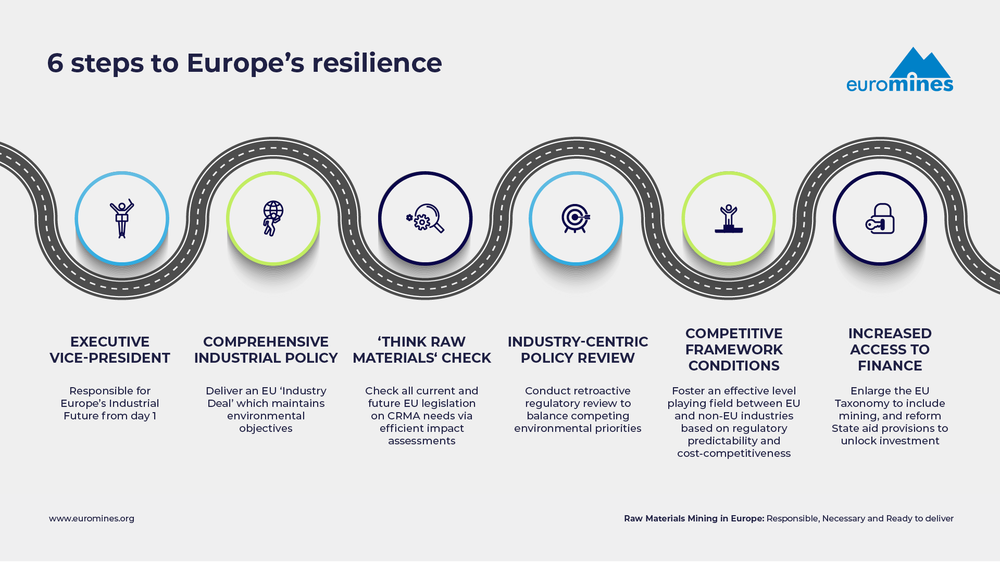 6 steps to Europe’s resilience
euromines
EXECUTIVE
VICE-PRESIDENT
Responsible for
Europe’s Industrial
Future from day 1
COMPREHENSIVE
INDUSTRIAL POLICY
Deliver an EU ‘Industry
Deal’ which maintains
environmental
objectives
‘THINK RAW
MATERIALS‘ CHECK
Check all current and
future EU legislation
on CRMA needs via
efficient impact
assessments
INDUSTRY-CENTRIC
POLICY REVIEW
Conduct retroactive
regulatory review to
balance competing
environmental priorities
COMPETITIVE
FRAMEWORK
CONDITIONS
Foster an effective level
playing field between EU
and non-EU industries
based on regulatory
predictability and
cost-competitiveness
INCREASED
ACCESS TO
FINANCE
Enlarge the EU
Taxonomy to include
mining, and reform
State aid provisions to
unlock investment
www.euromines.org
Raw Materials Mining in Europe: Responsible, Necessary and Ready to deliver